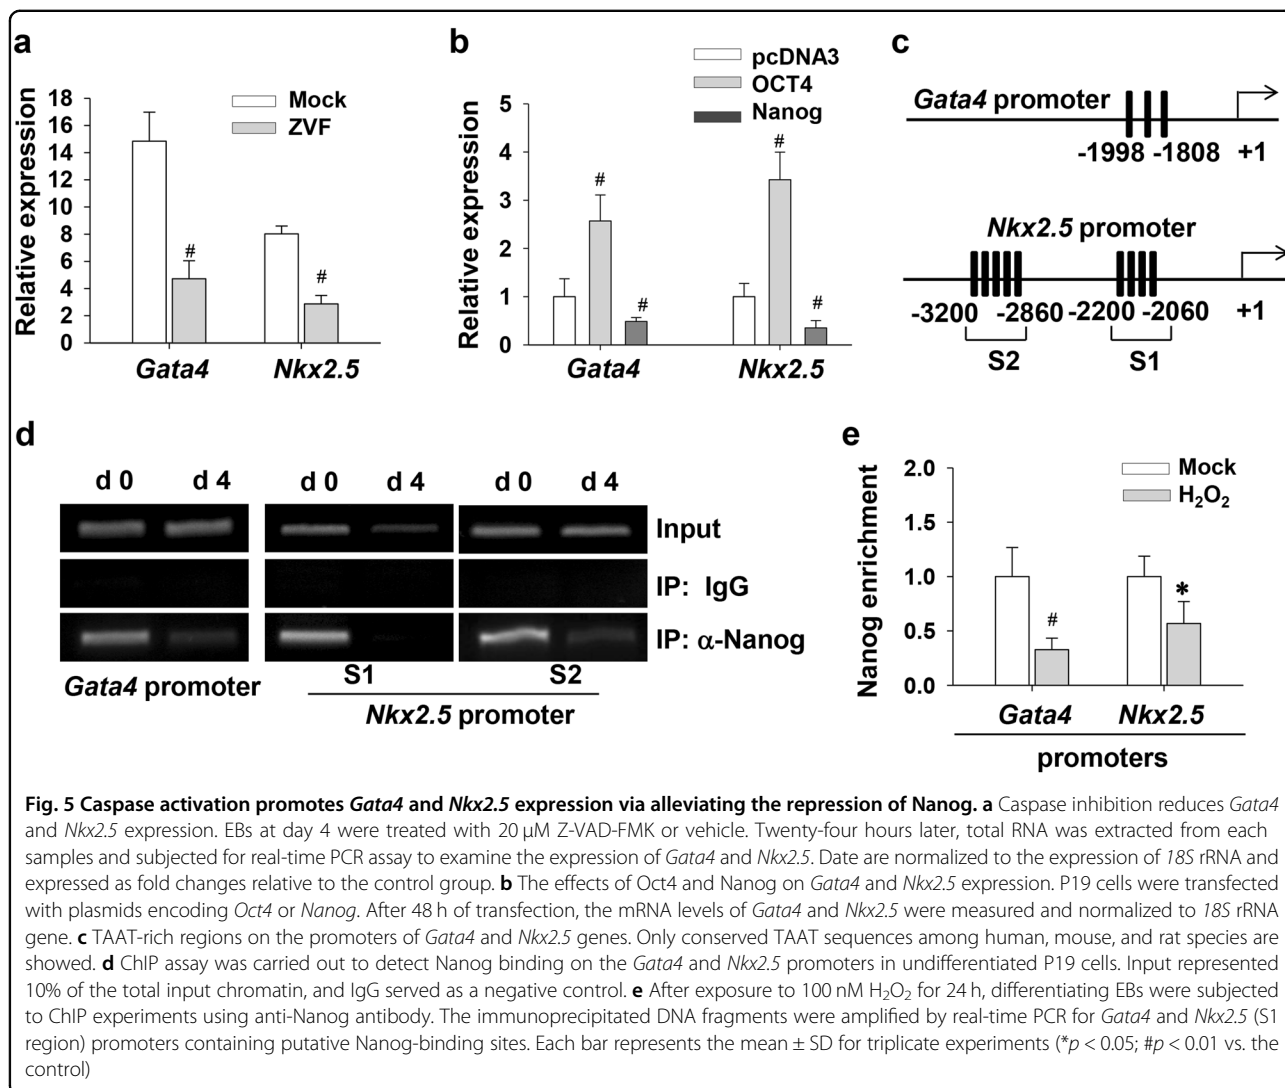 a
Mock
ZVF
Relative expression
18
16
14
12
10
8
6
4
2
0
#
#
Gata4 Nkx2.5
b
pcDNA3
OCT4
Nanog
Relative expression
5
4
3
2
1
0
#
#
#
#
Gata4 Nkx2.5
c
Gata4 promoter
-1998 -1808 +1
Nkx2.5 promoter
-3200 -2860 -2200 -2060 +1
S2 S1
d
d 0 d 4 d 0 d 4 d 0 d 4
Input
IP: IgG
IP: α-Nanog
Gata4 promoter
S1 S2
Nkx2.5 promoter
e
Mock
H₂O₂
Nanog enrichment
2.0
1.5
1.0
0.5
0.0
#
*
Gata4 Nkx2.5
promoters
Fig. 5 Caspase activation promotes Gata4 and Nkx2.5 expression via alleviating the repression of Nanog. a Caspase inhibition reduces Gata4
and Nkx2.5 expression. EBs at day 4 were treated with 20 μM Z-VAD-FMK or vehicle. Twenty-four hours later, total RNA was extracted from each
samples and subjected for real-time PCR assay to examine the expression of Gata4 and Nkx2.5. Date are normalized to the expression of 18S rRNA and
expressed as fold changes relative to the control group. b The effects of Oct4 and Nanog on Gata4 and Nkx2.5 expression. P19 cells were transfected
with plasmids encoding Oct4 or Nanog. After 48 h of transfection, the mRNA levels of Gata4 and Nkx2.5 were measured and normalized to 18S rRNA
gene. c TAAT-rich regions on the promoters of Gata4 and Nkx2.5 genes. Only conserved TAAT sequences among human, mouse, and rat species are
shown. d ChIP assay was carried out to detect Nanog binding on the Gata4 and Nkx2.5 promoters in undifferentiated P19 cells. Input represented
10% of the total input chromatin, and IgG served as a negative control. e After exposure to 100 nM H₂O₂ for 24 h, differentiating EBs were subjected
to ChIP experiments using anti-Nanog antibody. The immunoprecipitated DNA fragments were amplified by real-time PCR for Gata4 and Nkx2.5 (S1
region) promoters containing putative Nanog-binding sites. Each bar represents the mean ± SD for triplicate experiments (*p < 0.05; #p < 0.01 vs. the
control)